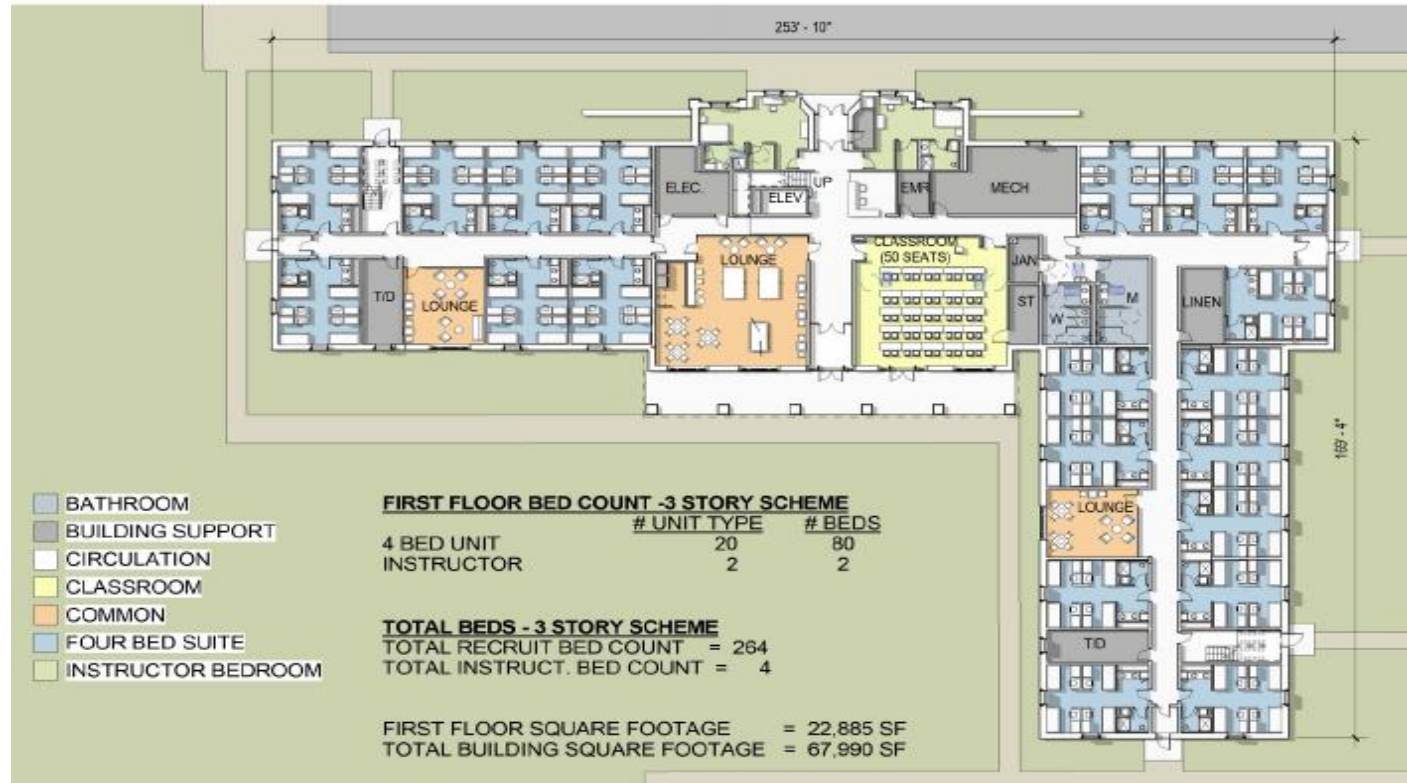 253' - 10"
ELEC.
UP
ELEV.
EMR
MECH
LOUNGE
CLASSROOM
(50 SEATS)
JAN
T/D
LOUNGE
ST
W
M
LINEN
169' - 4"
LOUNGE
T/D
BATHROOM
BUILDING SUPPORT
CIRCULATION
CLASSROOM
COMMON
FOUR BED SUITE
INSTRUCTOR BEDROOM
FIRST FLOOR BED COUNT -3 STORY SCHEME
# UNIT TYPE # BEDS
4 BED UNIT 20 80
INSTRUCTOR 2 2
TOTAL BEDS - 3 STORY SCHEME
TOTAL RECRUIT BED COUNT = 264
TOTAL INSTRUCT. BED COUNT = 4
FIRST FLOOR SQUARE FOOTAGE = 22,885 SF
TOTAL BUILDING SQUARE FOOTAGE = 67,990 SF